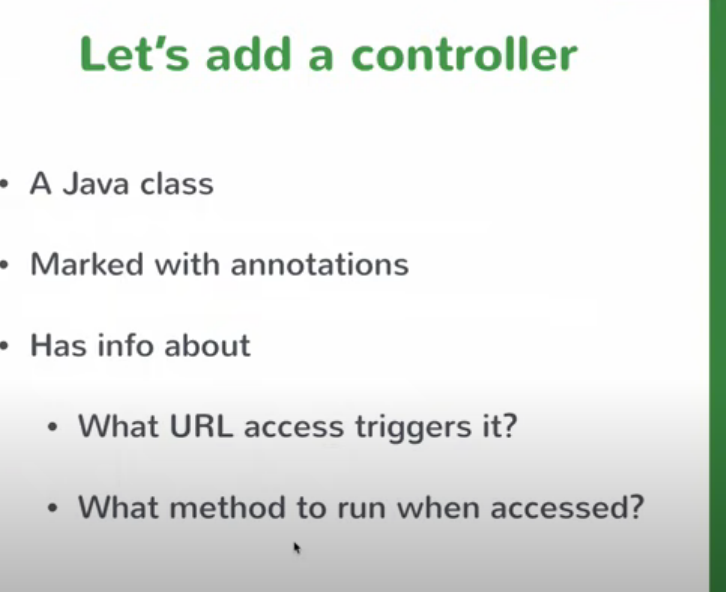 Let's add a controller
• A Java class
• Marked with annotations
• Has info about
• What URL access triggers it?
• What method to run when accessed?